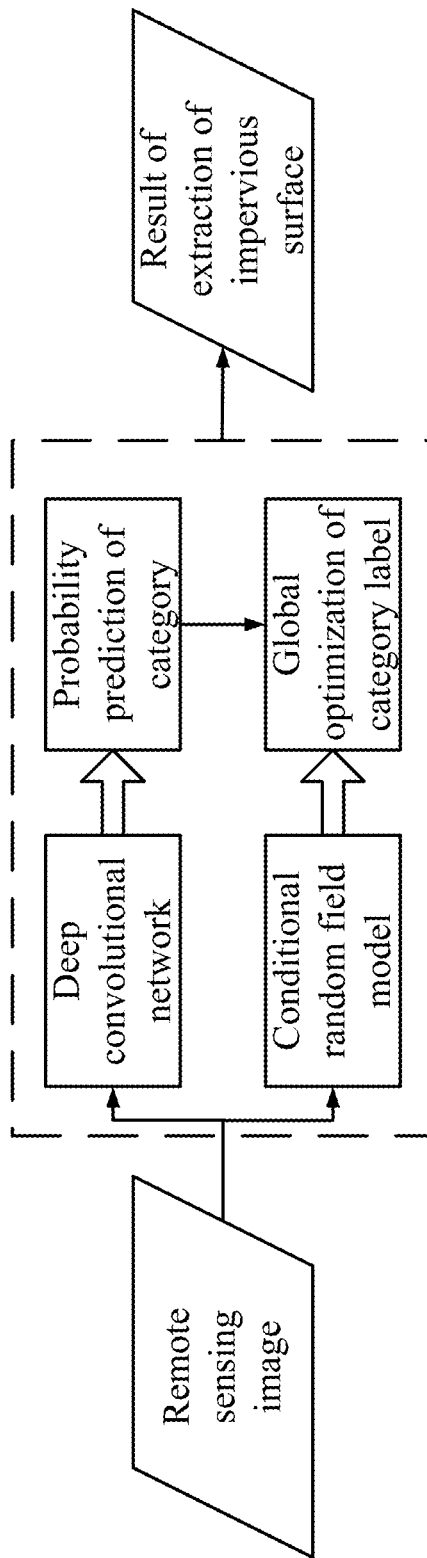 Remote
sensing
image
Deep
convolutional
network
Probability
prediction of
category
Conditional
random field
model
Global
optimization of
category label
Result of
extraction of
impervious
surface